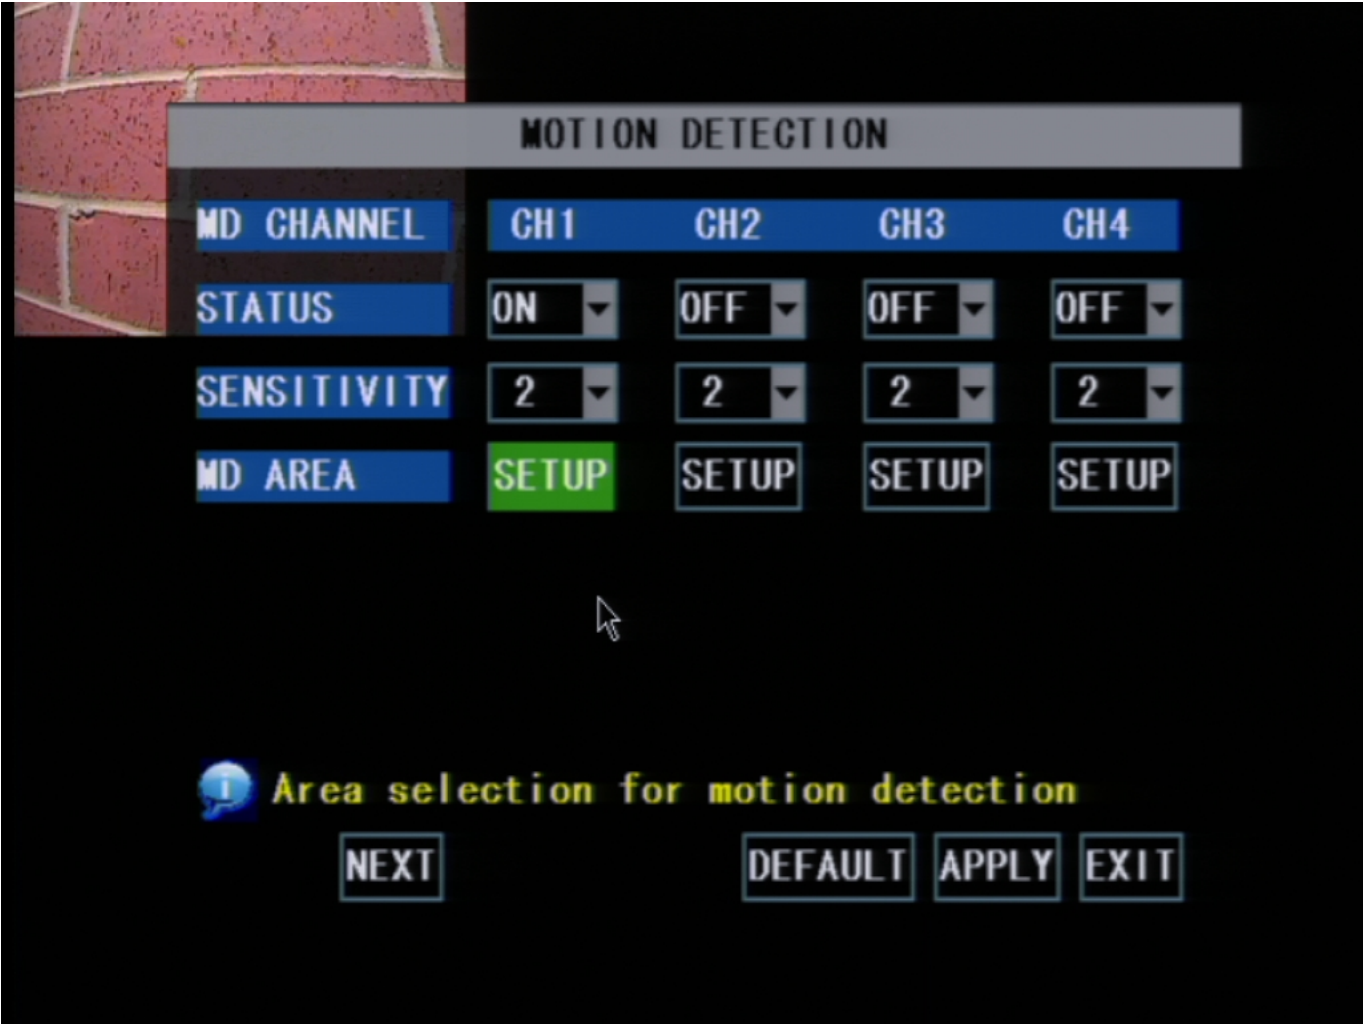 MOTION DETECTION
MD CHANNEL CH1 CH2 CH3 CH4
STATUS ON OFF OFF OFF
SENSITIVITY 2 2 2 2
MD AREA SETUP SETUP SETUP SETUP
i Area selection for motion detection
NEXT DEFAULT APPLY EXIT